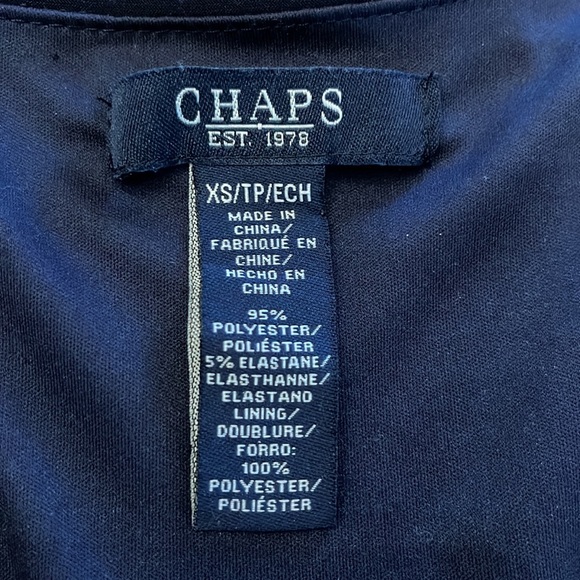 CHAPS
EST. 1978
XS/TP/ECH
MADE IN
CHINA/
FABRIQUÉ EN
CHINE/
HECHO EN
CHINA
95%
POLYESTER/
POLIÉSTER
5% ELASTANE/
ELASTHANNE/
ELASTANO
LINING/
DOUBLURE/
FORRO:
100%
POLYESTER/
POLIÉSTER